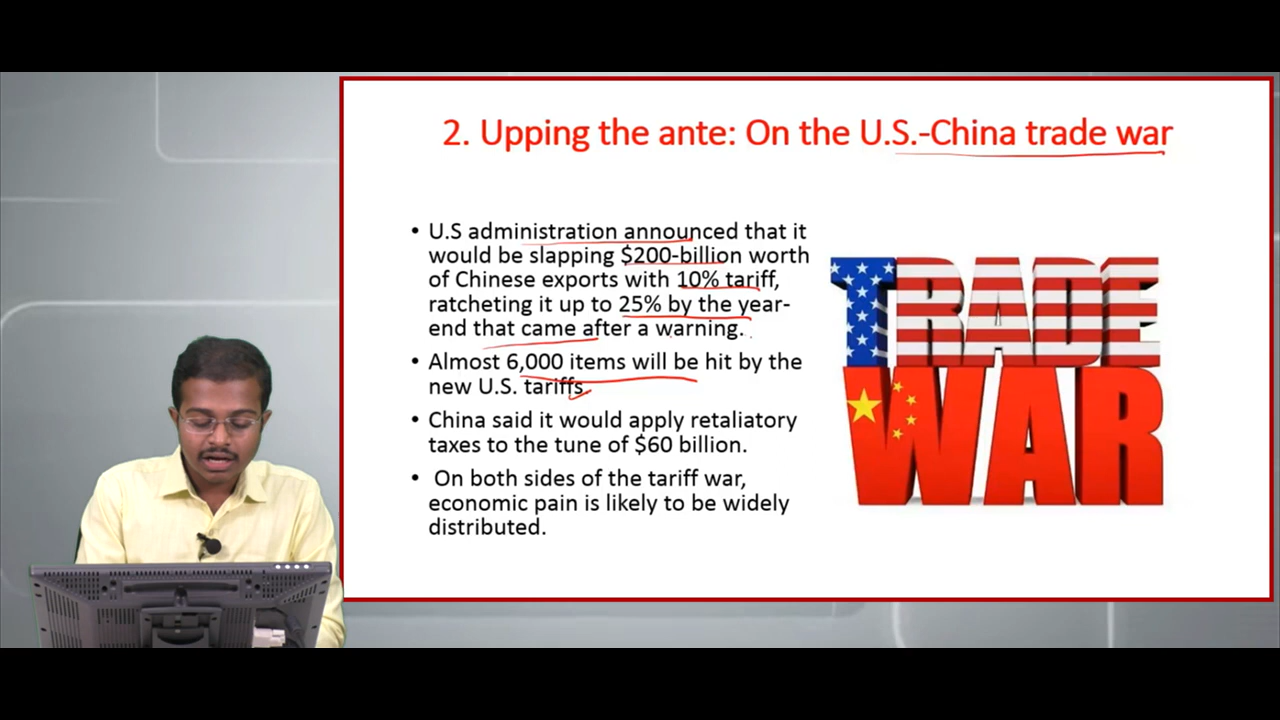 2. Upping the ante: On the U.S.-China trade war
• U.S administration announced that it
would be slapping $200-billion worth
of Chinese exports with 10% tariff,
ratcheting it up to 25% by the year-
end that came after a warning.
• Almost 6,000 items will be hit by the
new U.S. tariffs.
• China said it would apply retaliatory
taxes to the tune of $60 billion.
• On both sides of the tariff war,
economic pain is likely to be widely
distributed.
TRADE
WAR